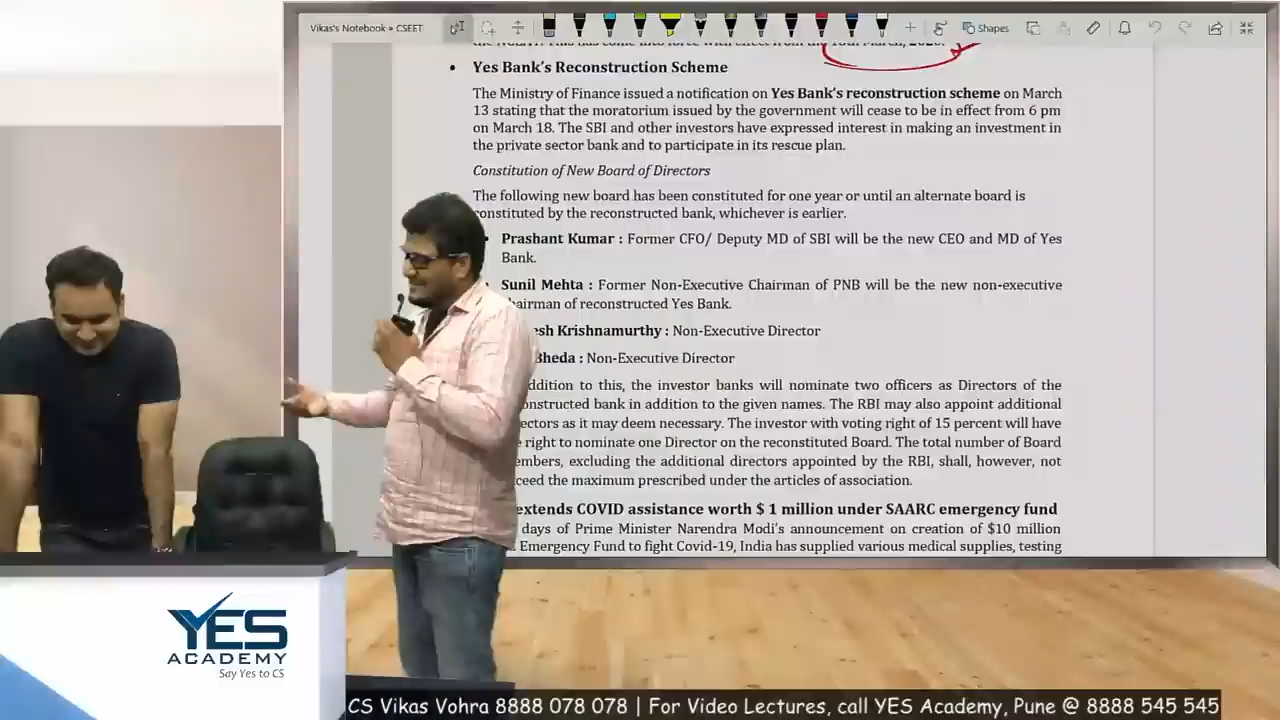 Vikas's Notebook » CSEET
Shapes
Yes Bank's Reconstruction Scheme
The Ministry of Finance issued a notification on Yes Bank's reconstruction scheme on March
13 stating that the moratorium issued by the government will cease to be in effect from 6 pm
on March 18. The SBI and other investors have expressed interest in making an investment in
the private sector bank and to participate in its rescue plan.
Constitution of New Board of Directors
The following new board has been constituted for one year or until an alternate board is
constituted by the reconstructed bank, whichever is earlier.
Prashant Kumar : Former CFO/ Deputy MD of SBI will be the new CEO and MD of Yes
Bank.
Sunil Mehta : Former Non-Executive Chairman of PNB will be the new non-executive
chairman of reconstructed Yes Bank.
esh Krishnamurthy : Non-Executive Director
Bheda : Non-Executive Director
ddition to this, the investor banks will nominate two officers as Directors of the
onstructed bank in addition to the given names. The RBI may also appoint additional
ectors as it may deem necessary. The investor with voting right of 15 percent will have
right to nominate one Director on the reconstituted Board. The total number of Board
embers, excluding the additional directors appointed by the RBI, shall, however, not
ceed the maximum prescribed under the articles of association.
extends COVID assistance worth $ 1 million under SAARC emergency fund
days of Prime Minister Narendra Modi's announcement on creation of $10 million
Emergency Fund to fight Covid-19, India has supplied various medical supplies, testing
YES
ACADEMY
Say Yes to CS
CS Vikas Vohra 8888 078 078 | For Video Lectures, call YES Academy, Pune @ 8888 545 545